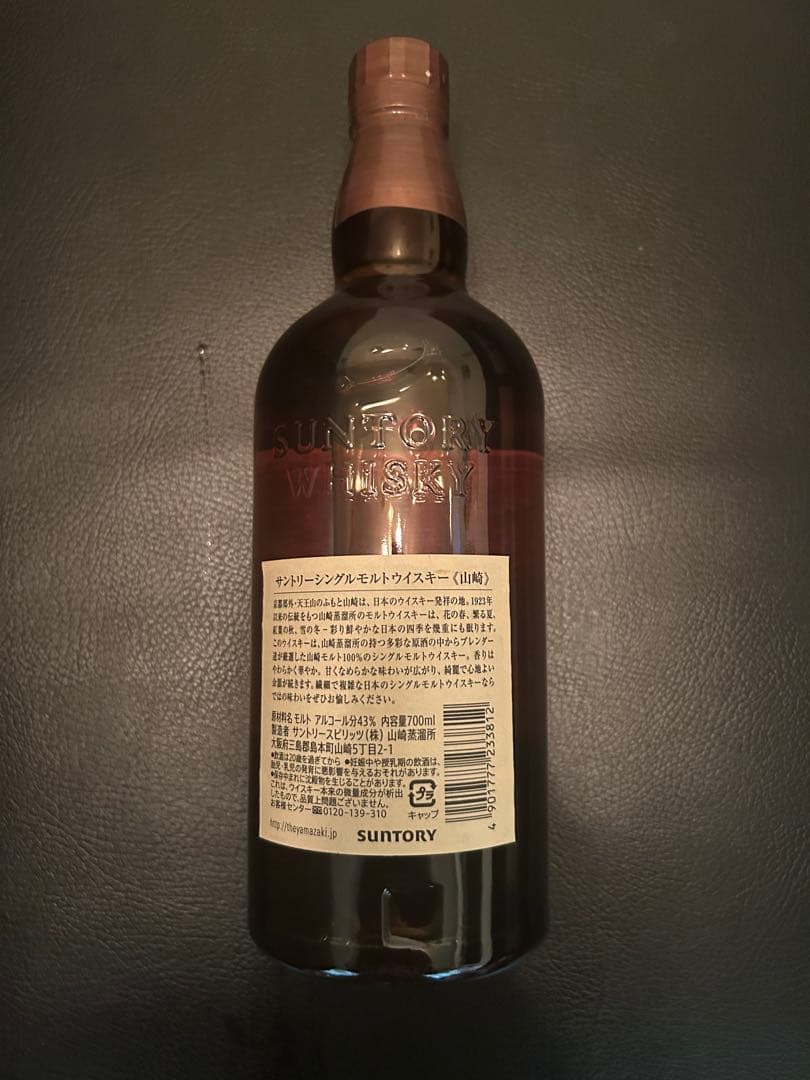 SUNTORY
WHISKY
サントリーシングルモルトウイスキー《山崎》
京都郊外・天王山のふもと山崎は、日本のウイスキー発祥の地。1923年
以来の伝統をもつ山崎蒸溜所のモルトウイスキーは、花の春、繁る夏、
紅葉の秋、雪の冬－彩り鮮やかな日本の四季を幾重にも眠ります。
このウイスキーは、山崎蒸溜所の持つ多彩な原酒の中からブレンダー
達が厳選した山崎モルト100%のシングルモルトウイスキー。香りは
やわらかく華やか。甘くなめらかな味わいが広がり、綺麗で心地よい
余韻が続きます。繊細で複雑な日本のシングルモルトウイスキーなら
ではの味わいをぜひお愉しみください。
原材料名 モルト アルコール分43% 内容量700ml
製造者 サントリースピリッツ(株) 山崎蒸溜所
大阪府三島郡島本町山崎5丁目2-1
●飲酒は20歳を過ぎてから ●妊娠中や授乳期の飲酒は、
胎児・乳児の発育に悪影響を与えるおそれがあります。
●保存中まれに沈殿物を生じることがあります。
これは、ウイスキー本来の微量成分が析出
したもので、品質上問題ございません。
お客様センター 0120-139-310
プラ
キャップ
http://theyamazaki.jp
SUNTORY
4 901777 233812